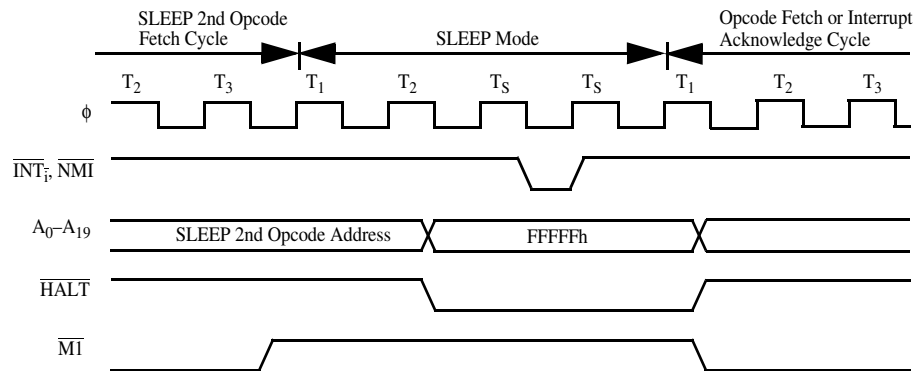 SLEEP 2nd Opcode
Fetch Cycle
SLEEP Mode
Opcode Fetch or Interrupt
Acknowledge Cycle
T2 T3 T1 T2 TS TS T1 T2 T3
ϕ
INTi, NMI
A0–A19
SLEEP 2nd Opcode Address
FFFFFh
HALT
M1